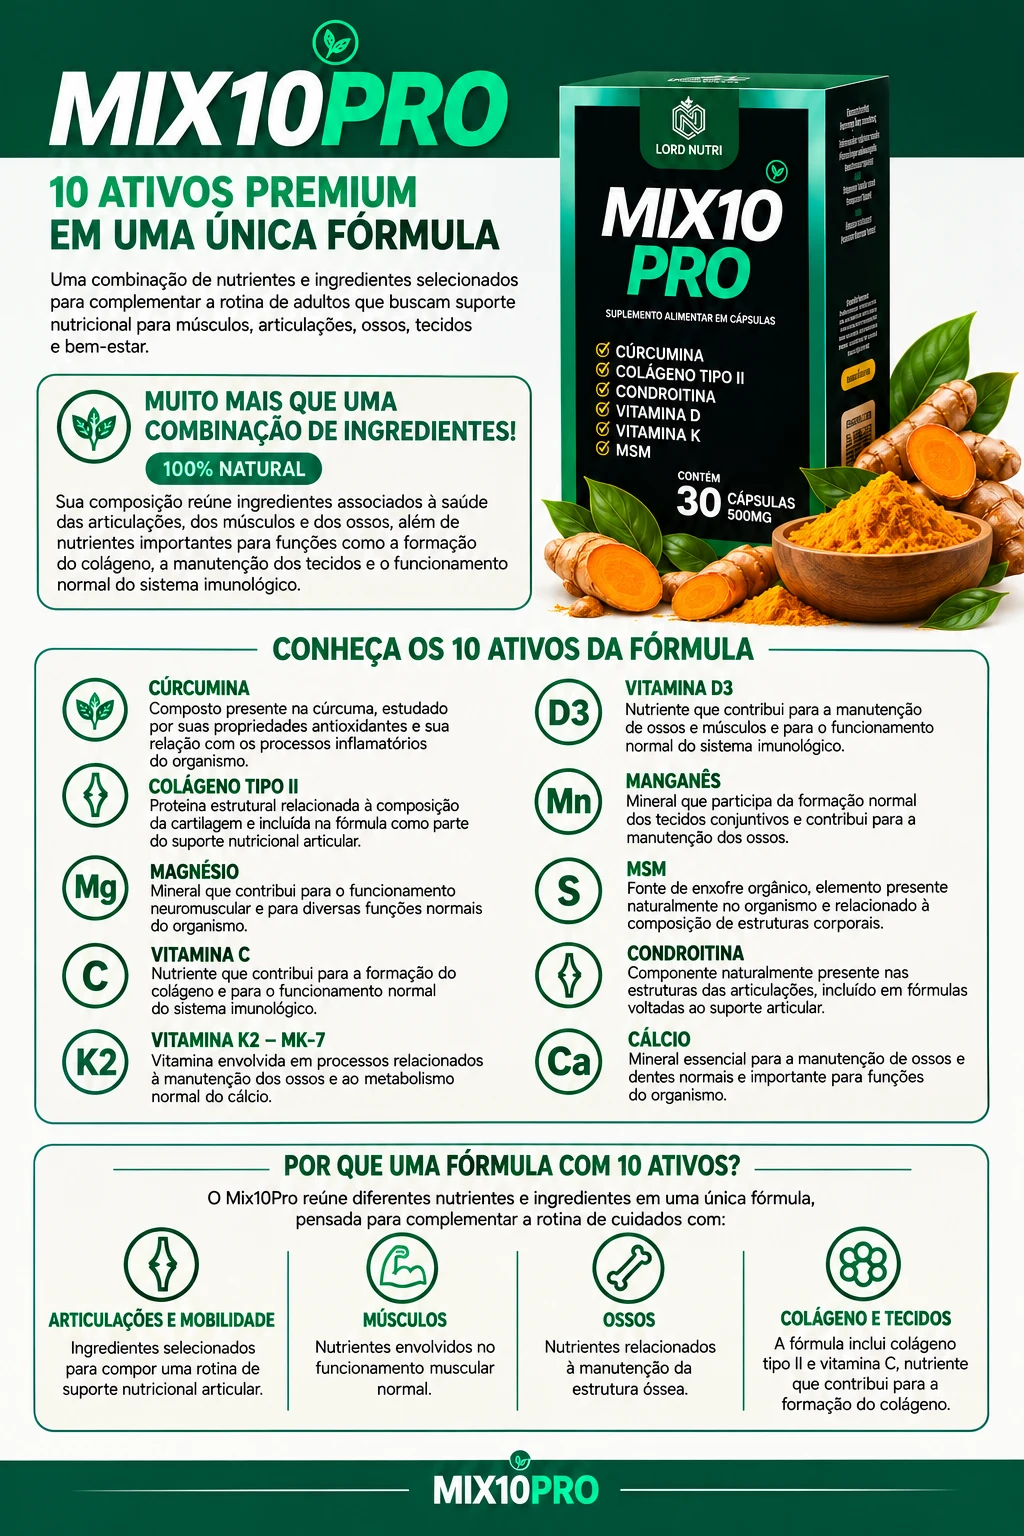 MIX10PRO
10 ATIVOS PREMIUM
EM UMA ÚNICA FÓRMULA
Uma combinação de nutrientes e ingredientes selecionados
para complementar a rotina de adultos que buscam suporte
nutricional para músculos, articulações, ossos, tecidos
e bem-estar.
LORD NUTRI
MIX10
PRO
SUPLEMENTO ALIMENTAR EM CÁPSULAS
CÚRCUMINA
COLÁGENO TIPO II
CONDROITINA
VITAMINA D
VITAMINA K
MSM
CONTÉM
30 CÁPSULAS
500MG
MUITO MAIS QUE UMA
COMBINAÇÃO DE INGREDIENTES!
100% NATURAL
Sua composição reúne ingredientes associados à saúde
das articulações, dos músculos e dos ossos, além de
nutrientes importantes para funções como a formação
do colágeno, a manutenção dos tecidos e o funcionamento
normal do sistema imunológico.
CONHEÇA OS 10 ATIVOS DA FÓRMULA
CÚRCUMINA
Composto presente na cúrcuma, estudado
por suas propriedades antioxidantes e sua
relação com os processos inflamatórios
do organismo.
COLÁGENO TIPO II
Proteina estrutural relacionada à composição
da cartilagem e incluída na fórmula como parte
do suporte nutricional articular.
Mg
MAGNÉSIO
Mineral que contribui para o funcionamento
neuromuscular e para diversas funções normais
do organismo.
C
VITAMINA C
Nutriente que contribui para a formação do
colágeno e para o funcionamento normal
do sistema imunológico.
K2
VITAMINA K2 – MK-7
Vitamina envolvida em processos relacionados
à manutenção dos ossos e ao metabolismo
normal do cálcio.
D3
VITAMINA D3
Nutriente que contribui para a manutenção
de ossos e músculos e para o funcionamento
normal do sistema imunológico.
Mn
MANGANÊS
Mineral que participa da formação normal
dos tecidos conjuntivos e contribui para a
manutenção dos ossos.
S
MSM
Fonte de enxofre orgânico, elemento presente
naturalmente no organismo e relacionado à
composição de estruturas corporais.
CONDROITINA
Componente naturalmente presente nas
estruturas das articulações, incluído em fórmulas
voltadas ao suporte articular.
Ca
CÁLCIO
Mineral essencial para a manutenção de ossos e
dentes normais e importante para funções
do organismo.
POR QUE UMA FÓRMULA COM 10 ATIVOS?
O Mix10Pro reúne diferentes nutrientes e ingredientes em uma única fórmula,
pensada para complementar a rotina de cuidados com:
ARTICULAÇÕES E MOBILIDADE
Ingredientes selecionados
para compor uma rotina de
suporte nutricional articular.
MÚSCULOS
Nutrientes envolvidos no
funcionamento muscular
normal.
OSSOS
Nutrientes relacionados
à manutenção da
estrutura óssea.
COLÁGENO E TECIDOS
A fórmula inclui colágeno
tipo II e vitamina C, nutriente
que contribui para a
formação do colágeno.
MIX10PRO